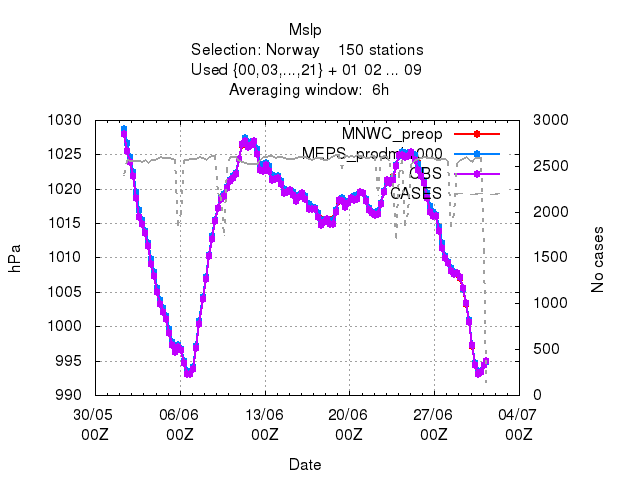 Mslp
Selection: Norway 150 stations
Used {00,03,...,21} + 01 02 ... 09
Averaging window: 6h
1030
1025
1020
1015
1010
1005
1000
995
990
3000
2500
2000
1500
1000
500
0
MNWC_preop
OBS
CASES
hPa
No cases
30/05 06/06 13/06 20/06 27/06 04/07
00Z 00Z 00Z 00Z 00Z 00Z
Date